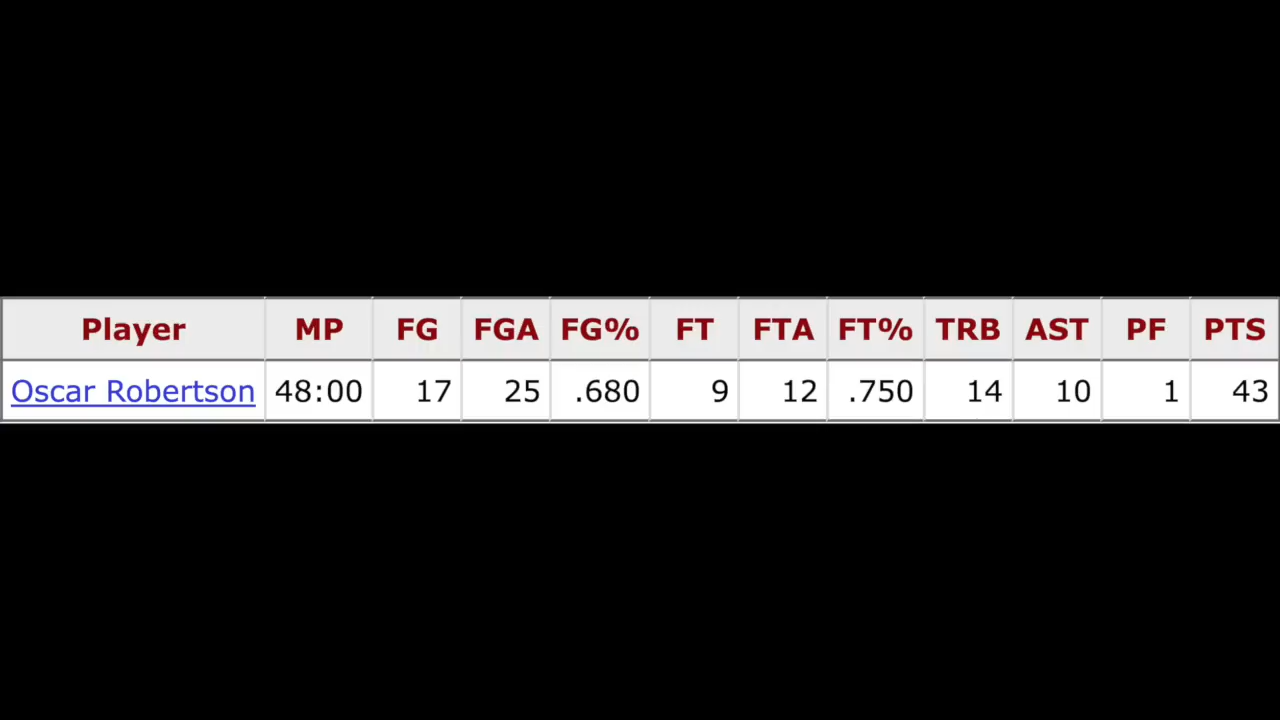 Player MP FG FGA FG% FT FTA FT% TRB AST PF PTS
Oscar Robertson 48:00 17 25 .680 9 12 .750 14 10 1 43